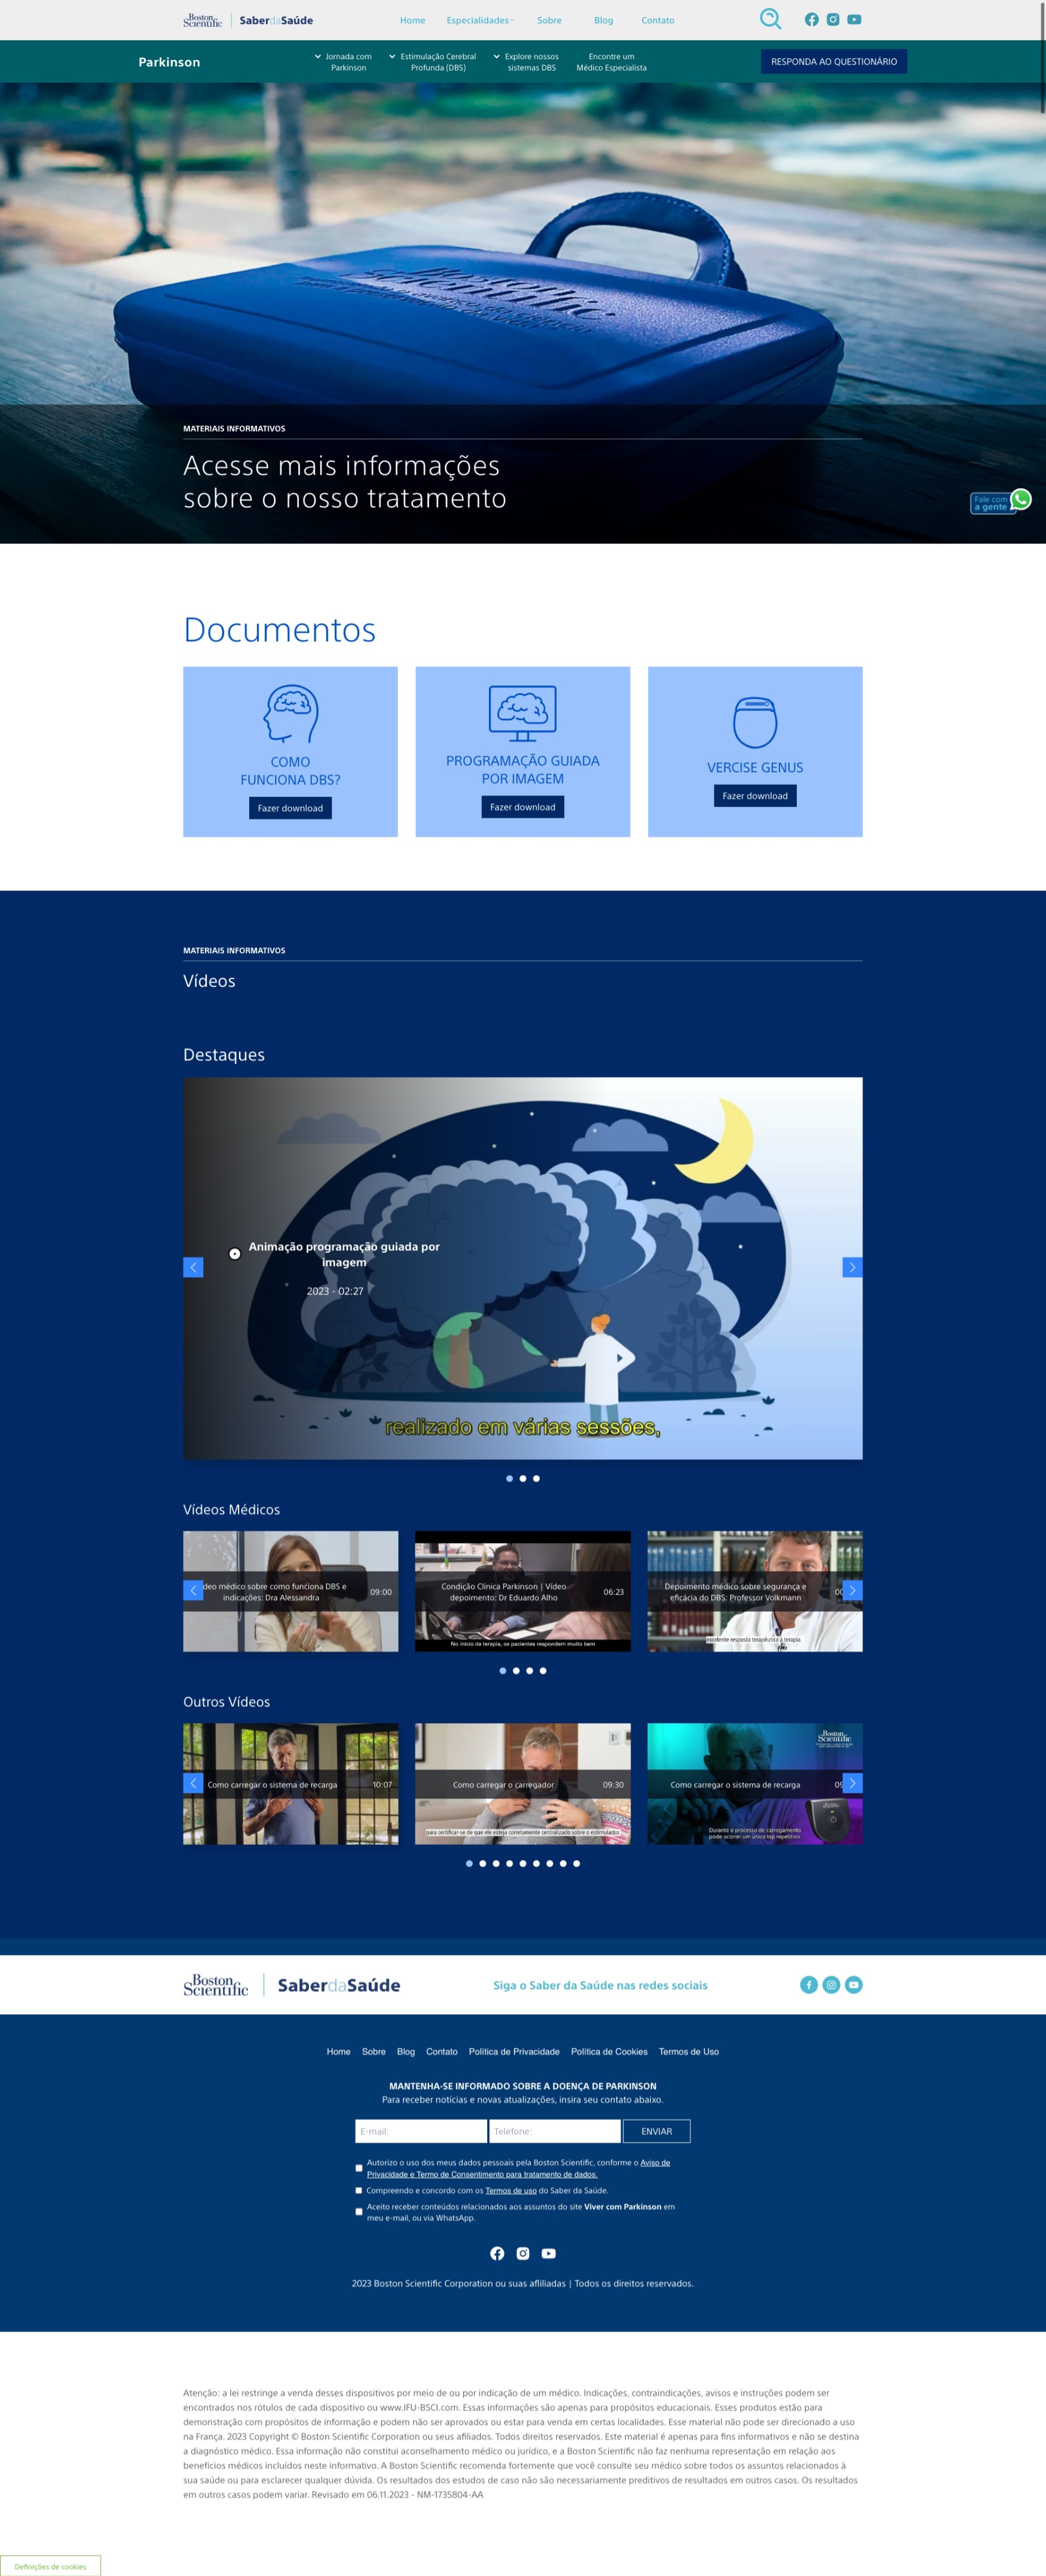 Boston
Scientific
SaberdaSaúde
Home
Especialidades
Sobre
Blog
Contato
Parkinson
Jornada com
Parkinson
Estimulação Cerebral
Profunda (DBS)
Explore nossos
sistemas DBS
Encontre um
Médico Especialista
RESPONDA AO QUESTIONÁRIO
Scientific
MATERIAIS INFORMATIVOS
Acesse mais informações
sobre o nosso tratamento
Fale com
a gente
Documentos
COMO
FUNCIONA DBS?
Fazer download
PROGRAMAÇÃO GUIADA
POR IMAGEM
Fazer download
VERCISE GENUS
Fazer download
MATERIAIS INFORMATIVOS
Vídeos
Destaques
Animação programação guiada por
imagem
2023 - 02:27
realizado em várias sessões,
Vídeos Médicos
deo médico sobre como funciona DBS e
indicações: Dra Alessandra
09:00
Condição Clínica Parkinson | Vídeo
depoimento: Dr Eduardo Alho
06:23
No início da terapia, os pacientes respondem muito bem
Depoimento médico sobre segurança e
eficácia do DBS: Professor Volkmann
excelente resposta terapêutica à terapia.
Outros Vídeos
Como carregar o sistema de recarga
10:07
Como carregar o carregador
09:30
para certificar-se de que ele esteja corretamente centralizado sobre o estimulador.
Boston
Scientific
Como carregar o sistema de recarga
09
Durante o processo de carregamento
pode ocorrer um único bip repetitivo
Boston
Scientific
SaberdaSaúde
Siga o Saber da Saúde nas redes sociais
Home
Sobre
Blog
Contato
Política de Privacidade
Política de Cookies
Termos de Uso
MANTENHA-SE INFORMADO SOBRE A DOENÇA DE PARKINSON
Para receber notícias e novas atualizações, insira seu contato abaixo.
E-mail:
Telefone:
ENVIAR
Autorizo o uso dos meus dados pessoais pela Boston Scientific, conforme o Aviso de
Privacidade e Termo de Consentimento para tratamento de dados.
Compreendo e concordo com os Termos de uso do Saber da Saúde.
Aceito receber conteúdos relacionados aos assuntos do site Viver com Parkinson em
meu e-mail, ou via WhatsApp.
2023 Boston Scientific Corporation ou suas afliliadas | Todos os direitos reservados.
Atenção: a lei restringe a venda desses dispositivos por meio de ou por indicação de um médico. Indicações, contraindicações, avisos e instruções podem ser
encontrados nos rótulos de cada dispositivo ou www.IFU-BSCI.com. Essas informações são apenas para propósitos educacionais. Esses produtos estão para
demonstração com propósitos de informação e podem não ser aprovados ou estar para venda em certas localidades. Esse material não pode ser direcionado a uso
na França. 2023 Copyright © Boston Scientific Corporation ou seus afiliados. Todos direitos reservados. Este material é apenas para fins informativos e não se destina
a diagnóstico médico. Essa informação não constitui aconselhamento médico ou jurídico, e a Boston Scientific não faz nenhuma representação em relação aos
benefícios médicos incluídos neste informativo. A Boston Scientific recomenda fortemente que você consulte seu médico sobre todos os assuntos relacionados à
sua saúde ou para esclarecer qualquer dúvida. Os resultados dos estudos de caso não são necessariamente preditivos de resultados em outros casos. Os resultados
em outros casos podem variar. Revisado em 06.11.2023 - NM-1735804-AA
Definições de cookies